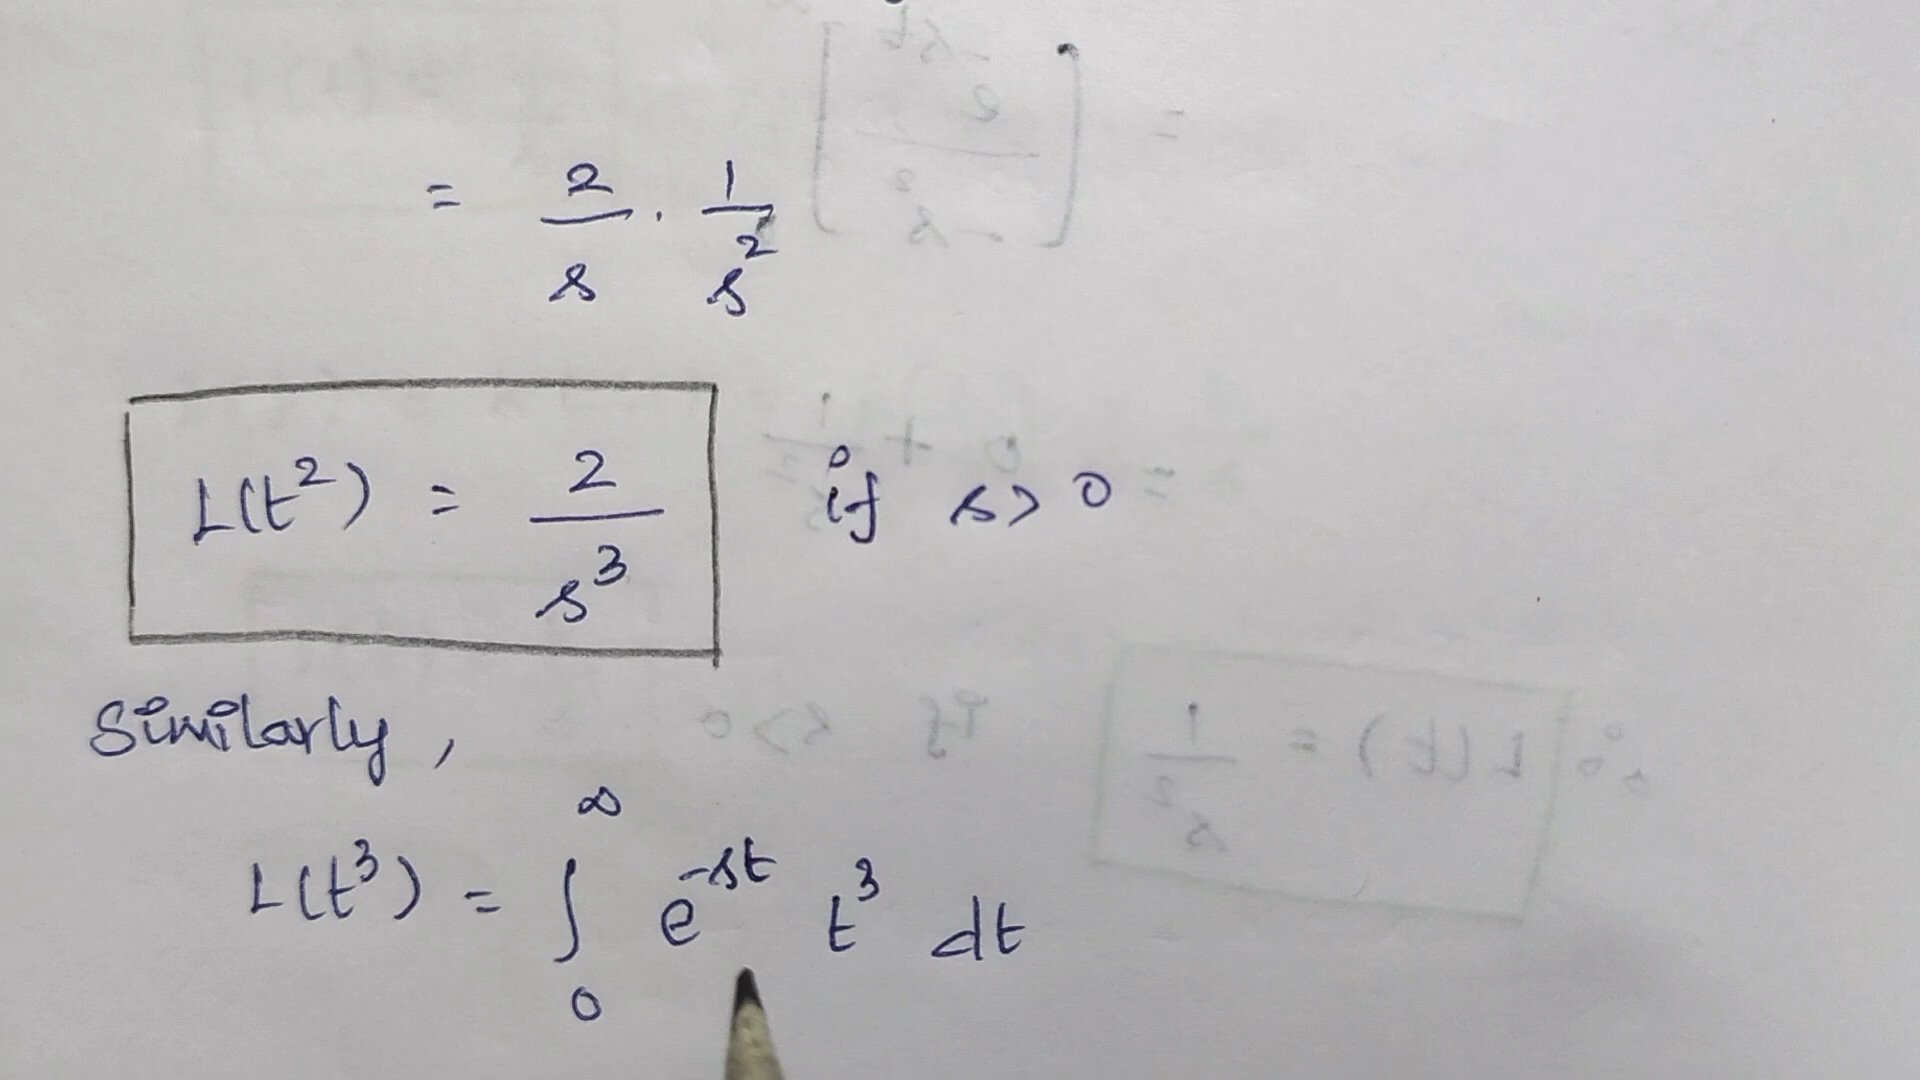 = 2/s . 1/s²
L(t²) = 2/s³ if s > 0
Similarly,
L(t³) = ∫₀^∞ e^(-st) t³ dt